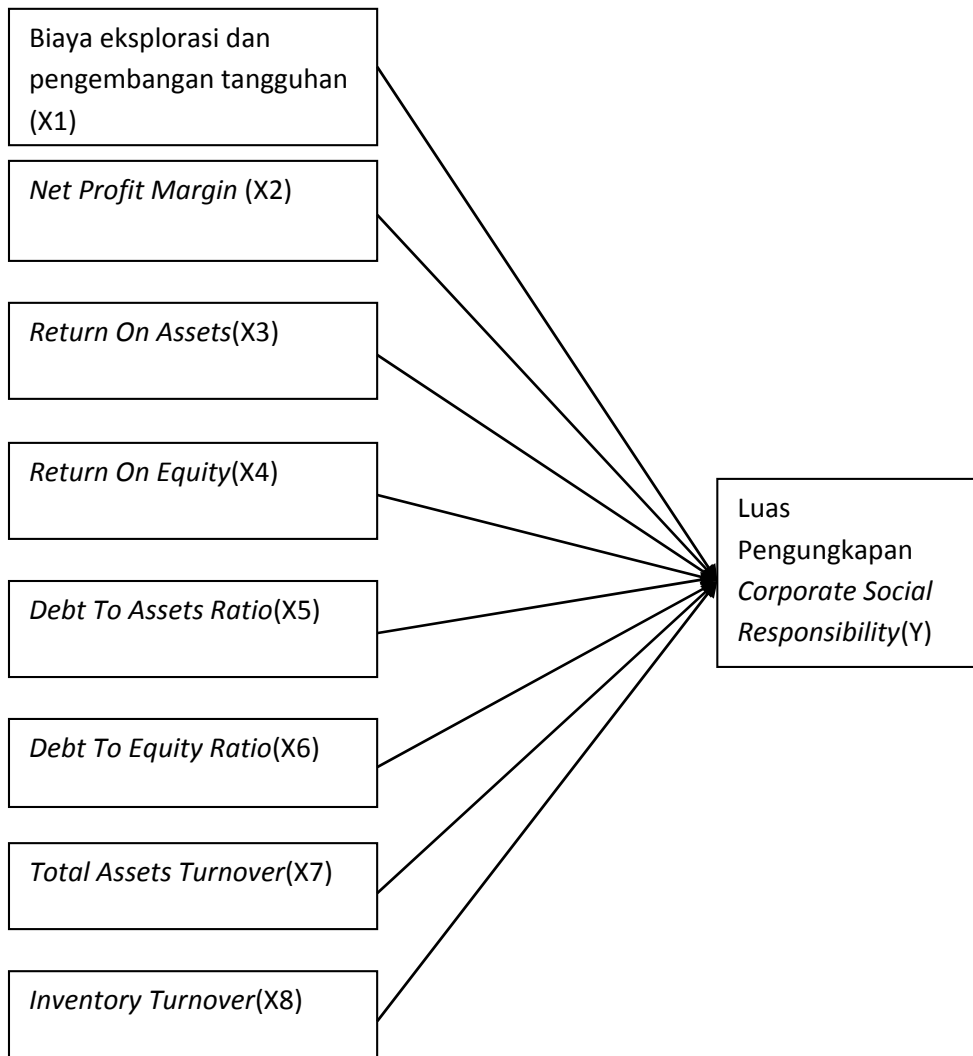 Biaya eksplorasi dan
pengembangan tangguhan
(X1)
Net Profit Margin (X2)
Return On Assets(X3)
Return On Equity(X4)
Debt To Assets Ratio(X5)
Debt To Equity Ratio(X6)
Total Assets Turnover(X7)
Inventory Turnover(X8)
Luas
Pengungkapan
Corporate Social
Responsibility(Y)